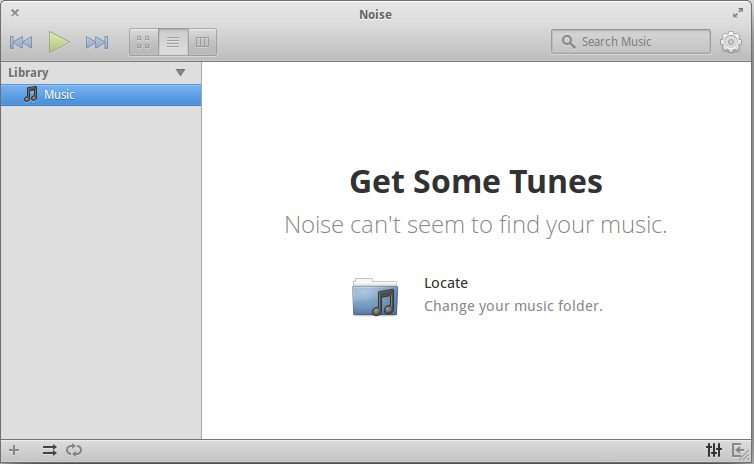 Noise
Search Music
Library
Music
Get Some Tunes
Noise can't seem to find your music.
Locate
Change your music folder.